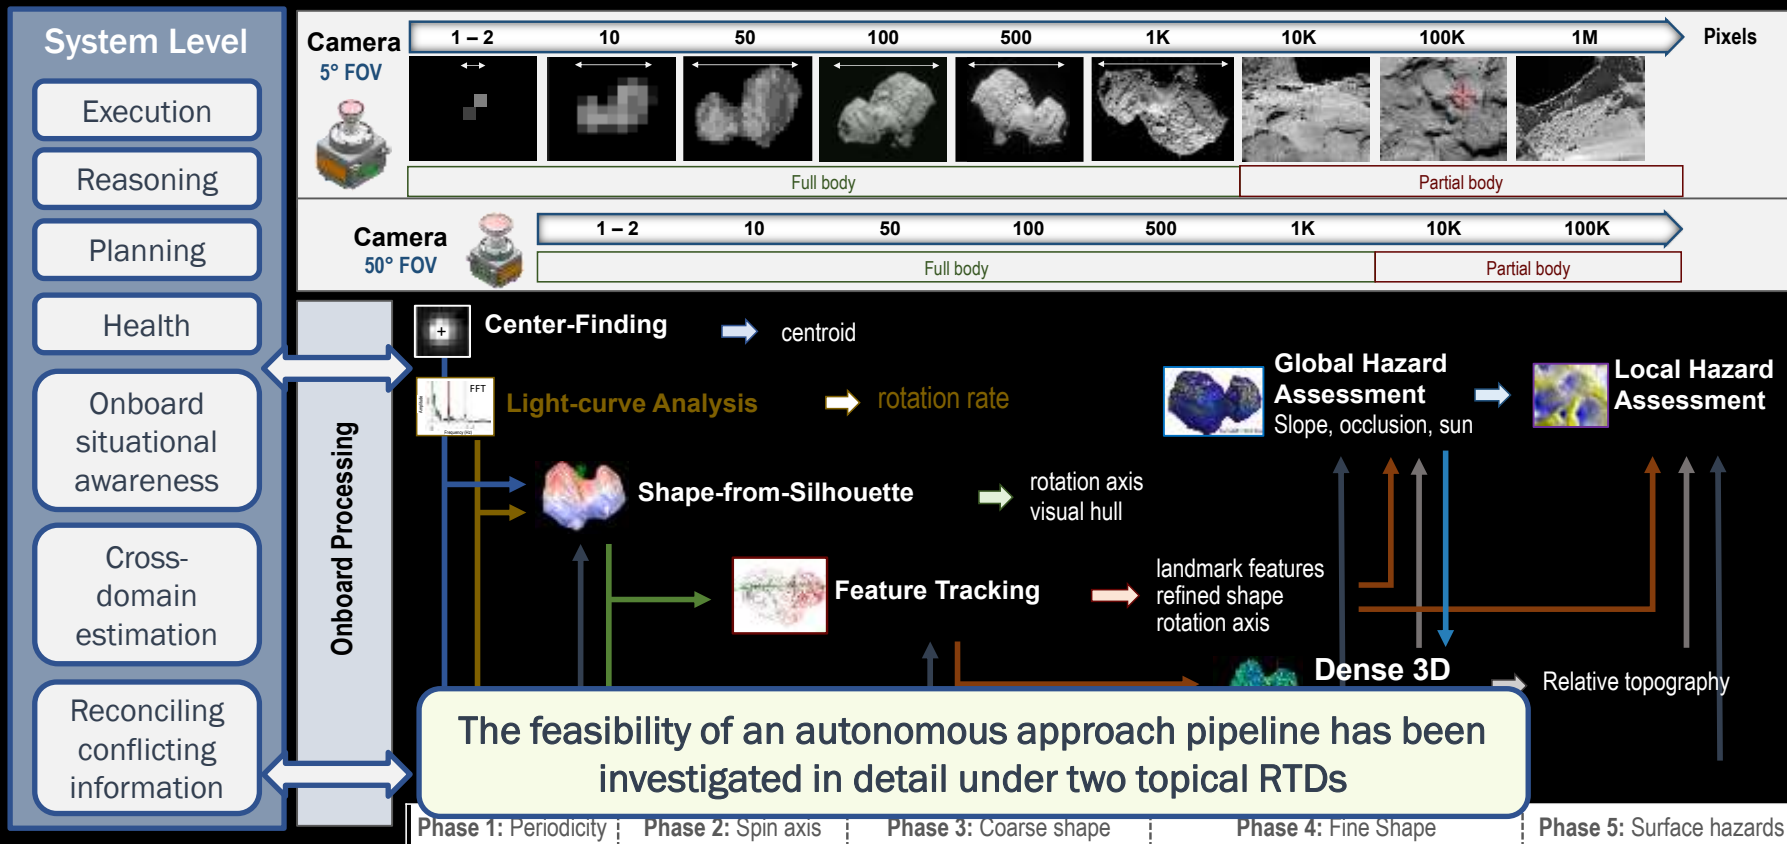 System Level
Execution
Reasoning
Planning
Health
Onboard
situational
awareness
Cross-
domain
estimation
Reconciling
conflicting
information
Camera
5° FOV
1 – 2 10 50 100 500 1K 10K 100K 1M Pixels
Full body Partial body
Camera
50° FOV
1 – 2 10 50 100 500 1K 10K 100K
Full body Partial body
Onboard Processing
Center-Finding centroid
FFT
Light-curve Analysis rotation rate
Shape-from-Silhouette
rotation axis
visual hull
Feature Tracking
landmark features
refined shape
rotation axis
Global Hazard
Assessment
Slope, occlusion, sun
Local Hazard
Assessment
Dense 3D
Relative topography
The feasibility of an autonomous approach pipeline has been
investigated in detail under two topical RTDs
Phase 1: Periodicity Phase 2: Spin axis Phase 3: Coarse shape Phase 4: Fine Shape Phase 5: Surface hazards